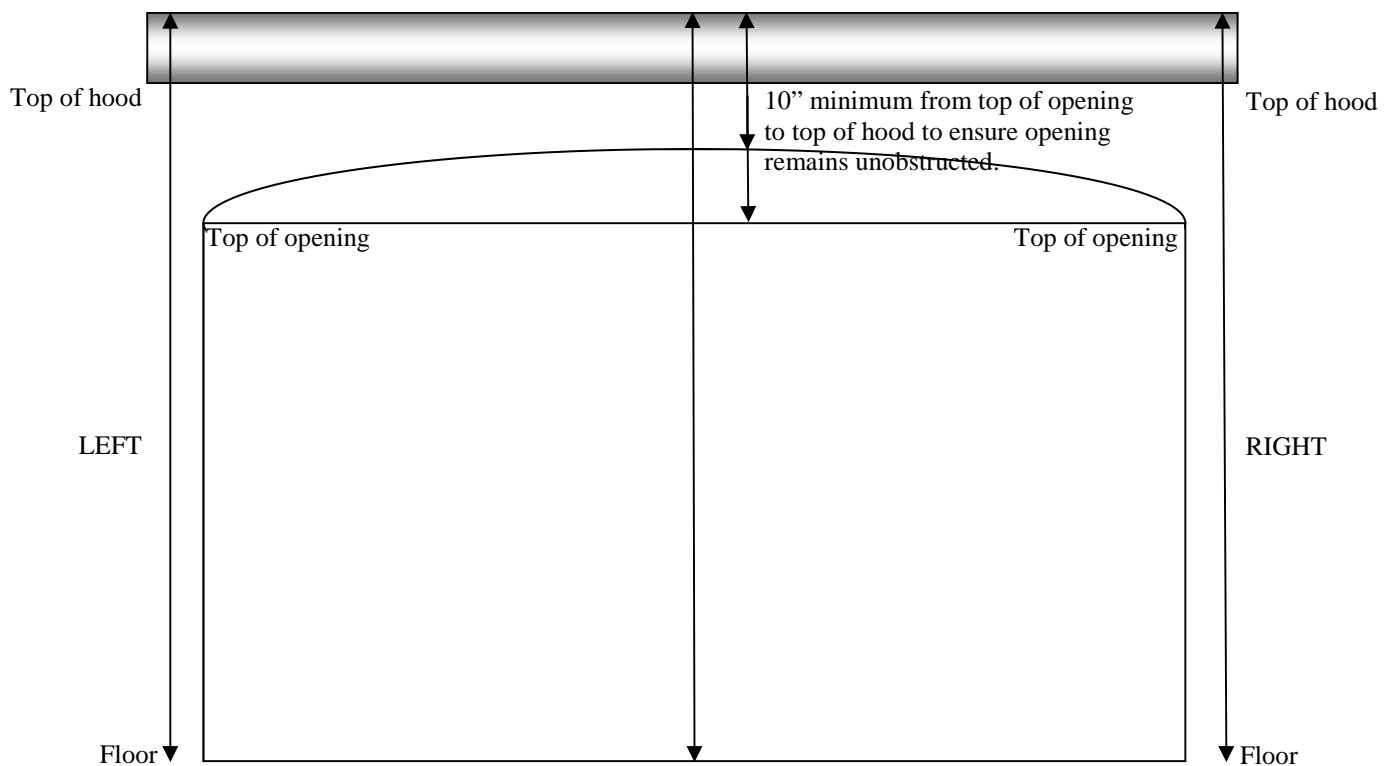 Top of hood
10” minimum from top of opening
to top of hood to ensure opening
remains unobstructed.
Top of hood
Top of opening
Top of opening
LEFT
RIGHT
Floor
Floor